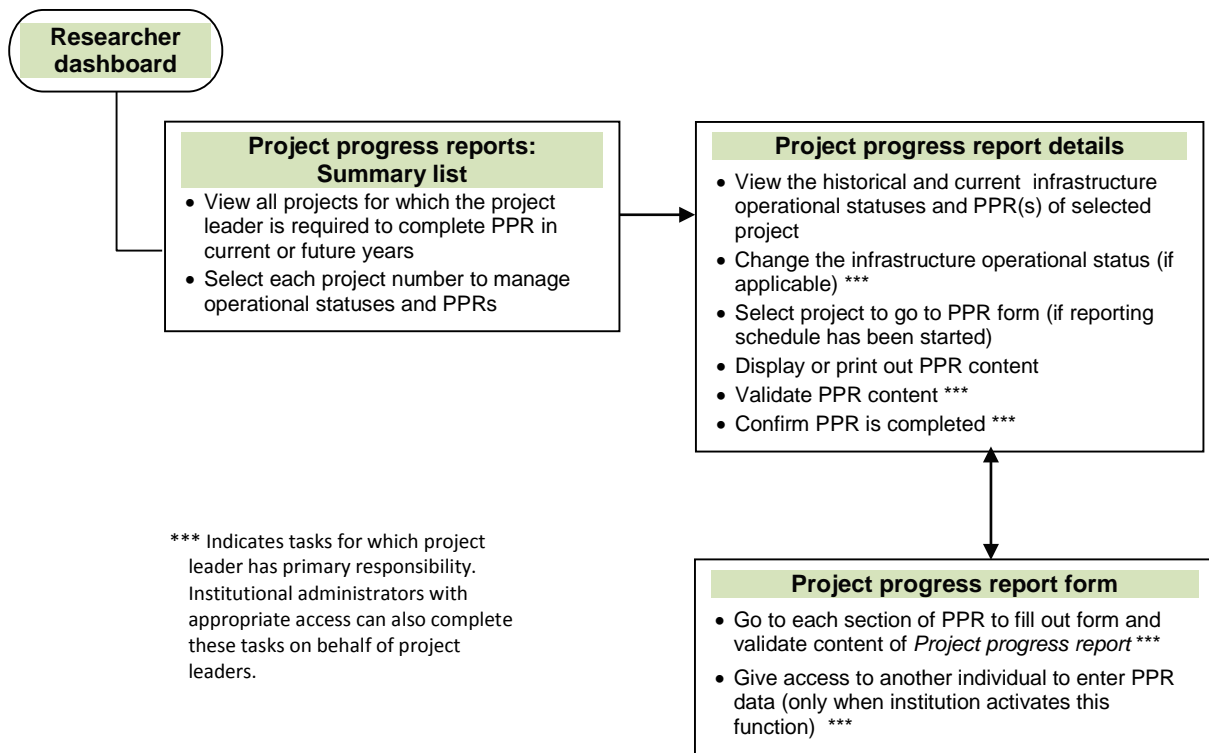 Researcher
dashboard
Project progress reports:
Summary list
• View all projects for which the project
leader is required to complete PPR in
current or future years
• Select each project number to manage
operational statuses and PPRs
Project progress report details
• View the historical and current infrastructure
operational statuses and PPR(s) of selected
project
• Change the infrastructure operational status (if
applicable) ***
• Select project to go to PPR form (if reporting
schedule has been started)
• Display or print out PPR content
• Validate PPR content ***
• Confirm PPR is completed ***
*** Indicates tasks for which project
leader has primary responsibility.
Institutional administrators with
appropriate access can also complete
these tasks on behalf of project
leaders.
Project progress report form
• Go to each section of PPR to fill out form and
validate content of Project progress report ***
• Give access to another individual to enter PPR
data (only when institution activates this
function) ***